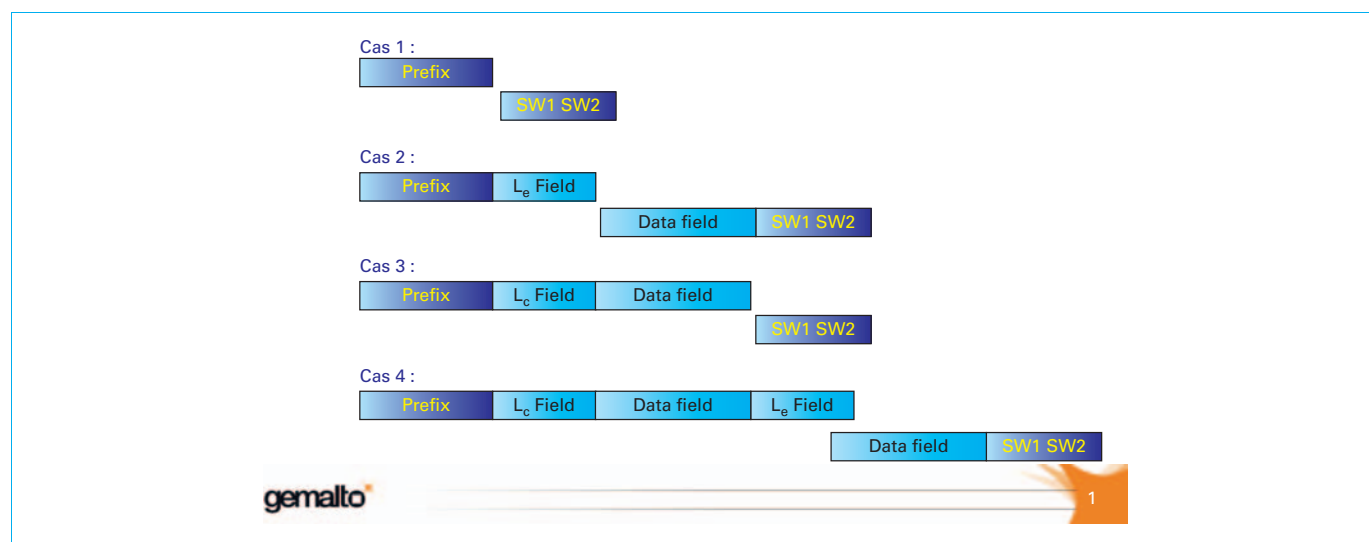 Cas 1 :
Prefix
SW1 SW2
Cas 2 :
Prefix Le Field
Data field SW1 SW2
Cas 3 :
Prefix Lc Field Data field
SW1 SW2
Cas 4 :
Prefix Lc Field Data field Le Field
Data field SW1 SW2
gemalto 1